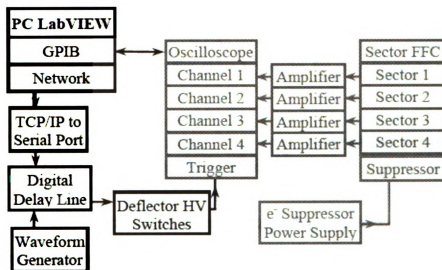 PC LabVIEW
GPIB
Network
TCP/IP to
Serial Port
Digital
Delay Line
Waveform
Generator
Deflector HV
Switches
Oscilloscope
Channel 1
Channel 2
Channel 3
Channel 4
Trigger
Amplifier
Amplifier
Amplifier
Amplifier
Sector FFC
Sector 1
Sector 2
Sector 3
Sector 4
Suppressor
e⁻ Suppressor
Power Supply